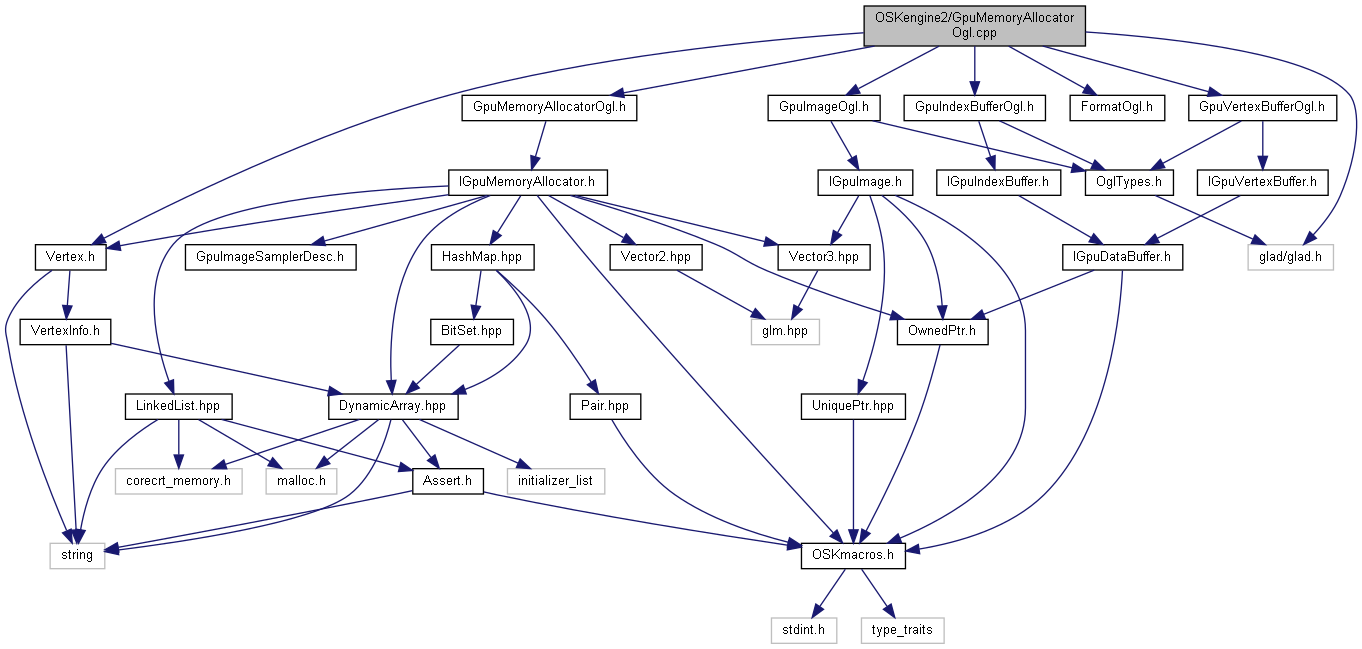 OSKengine2/GpuMemoryAllocator
Ogl.cpp
GpuMemoryAllocatorOgl.h
GpuImageOgl.h
GpuIndexBufferOgl.h
FormatOgl.h
GpuVertexBufferOgl.h
IGpuMemoryAllocator.h
IGpuImage.h
IGpuIndexBuffer.h
OglTypes.h
IGpuVertexBuffer.h
Vertex.h
GpuImageSamplerDesc.h
HashMap.hpp
Vector2.hpp
Vector3.hpp
IGpuDataBuffer.h
glad/glad.h
VertexInfo.h
BitSet.hpp
glm.hpp
OwnedPtr.h
LinkedList.hpp
DynamicArray.hpp
Pair.hpp
UniquePtr.hpp
corecrt_memory.h
malloc.h
Assert.h
initializer_list
string
OSKmacros.h
stdint.h
type_traits